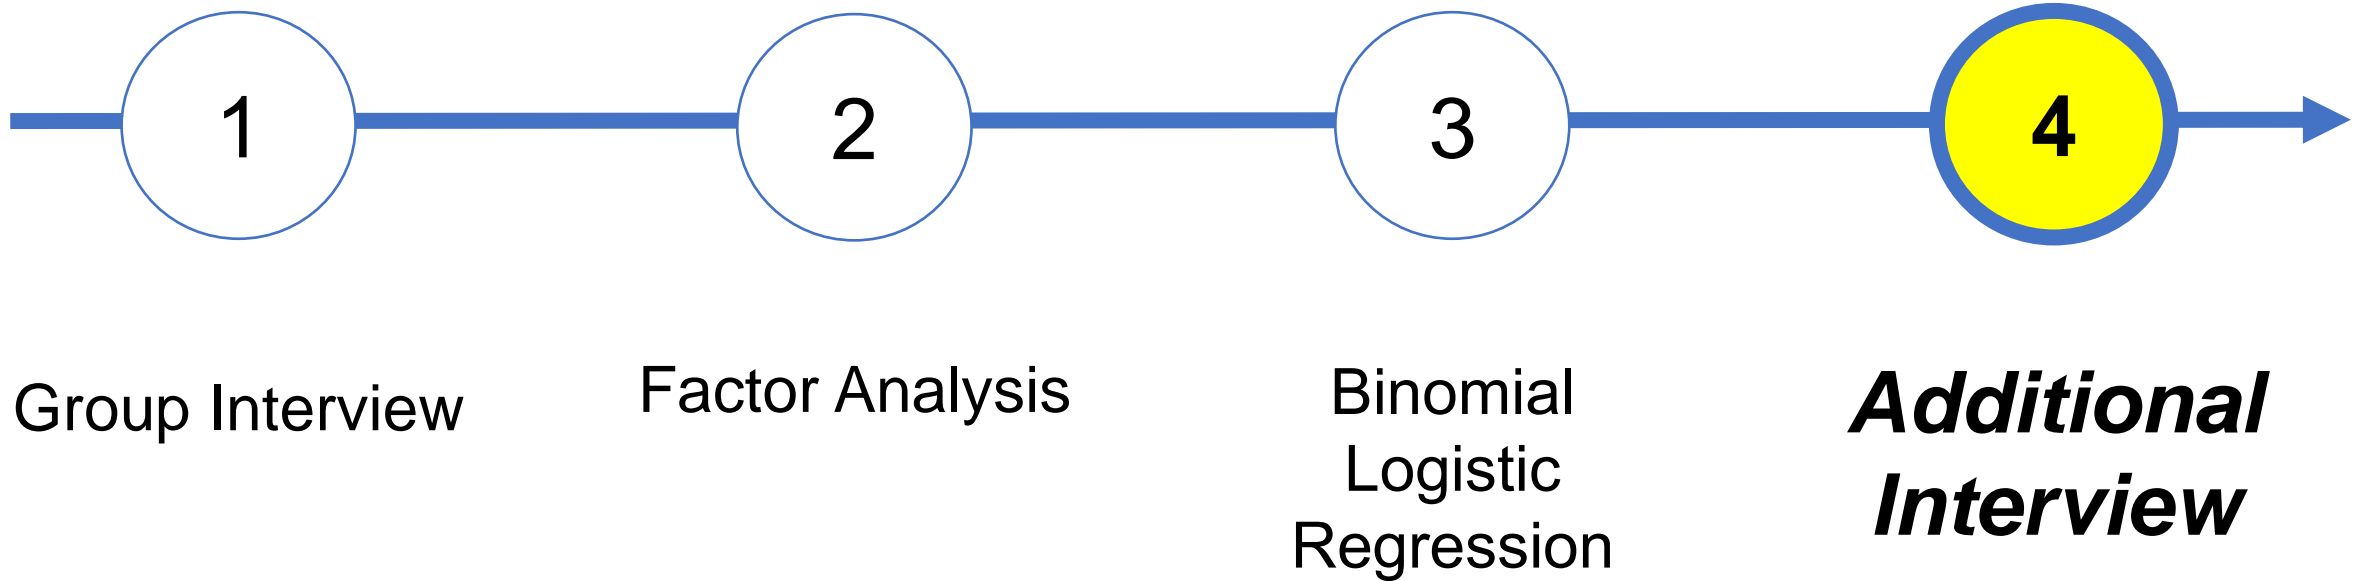 1
2
3
4
Group Interview
Factor Analysis
Binomial
Logistic
Regression
Additional
Interview